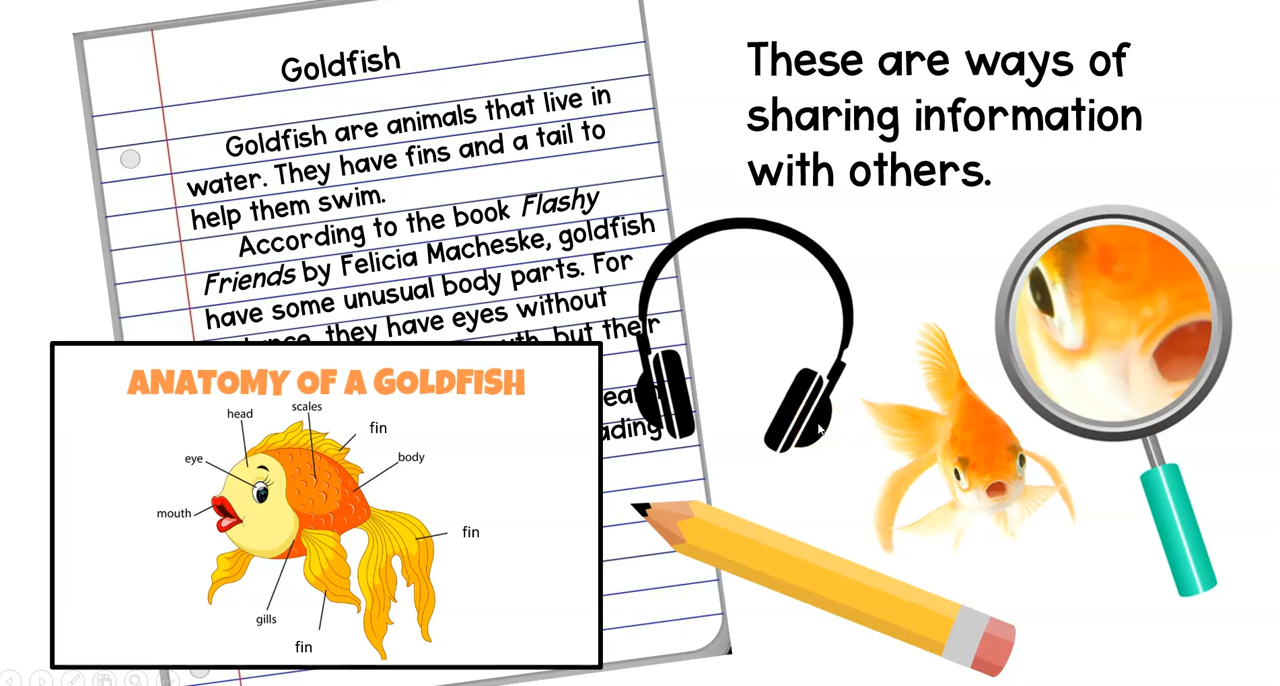 Goldfish
Goldfish are animals that live in
water. They have fins and a tail to
help them swim.
According to the book Flashy
Friends by Felicia Macheske, goldfish
have some unusual body parts. For
they have eyes without
but their
These are ways of
sharing information
with others.
ANATOMY OF A GOLDFISH
head
scales
fin
eye
body
mouth
fin
gills
fin